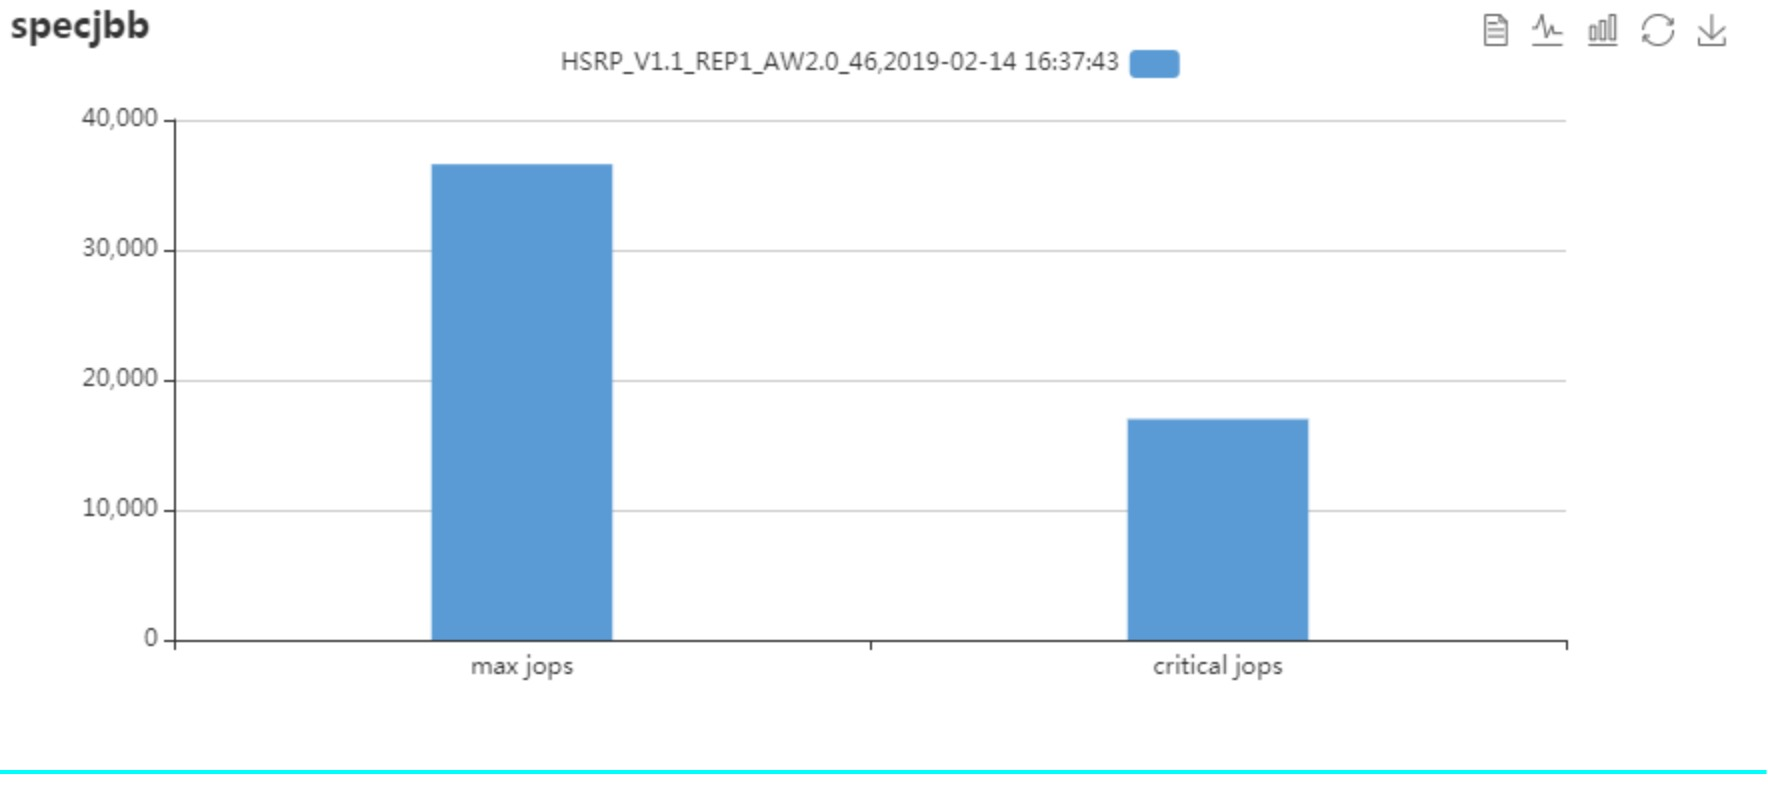 specjbb
HSRP_V1.1_REP1_AW2.0_46,2019-02-14 16:37:43
40,000
30,000
20,000
10,000
0
max jops
critical jops